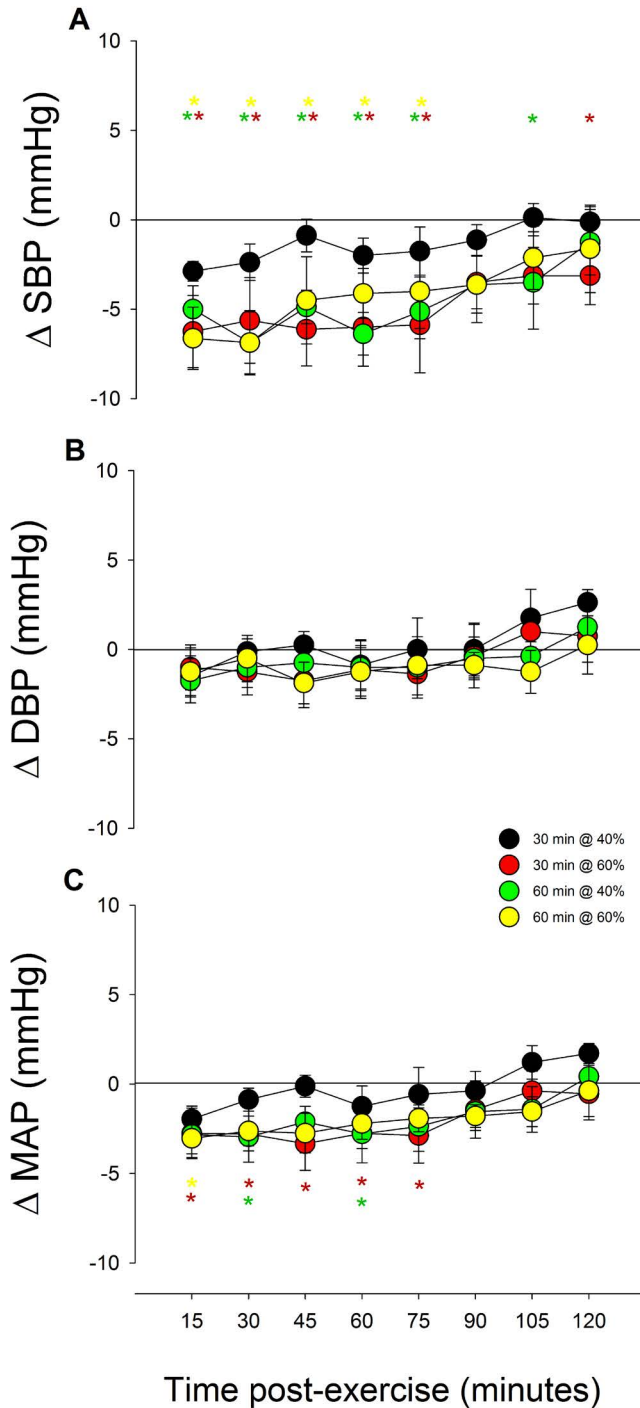 A
10
* * * * *
** ** ** ** ** * *
5
0
-5
-10
Δ SBP (mmHg)
B
10
5
0
-5
-10
Δ DBP (mmHg)
30 min @ 40%
30 min @ 60%
60 min @ 40%
60 min @ 60%
C
10
5
0
-5
-10
Δ MAP (mmHg)
* * * * *
* * *
15 30 45 60 75 90 105 120
Time post-exercise (minutes)